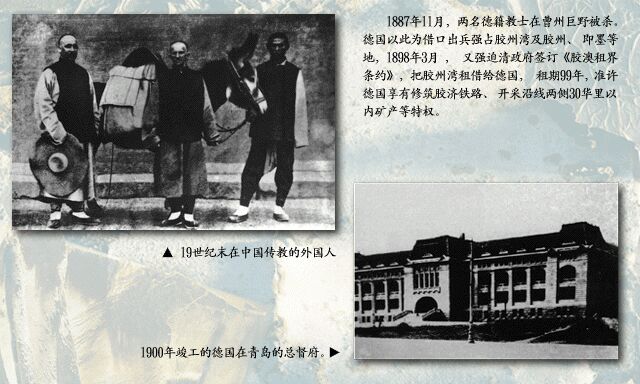 1887年11月，两名德籍教士在曹州巨野被杀。
德国以此为借口出兵强占胶州湾及胶州、即墨等
地，1898年3月 ， 又强迫清政府签订《胶澳租界
条约》，把胶州湾租借给德国， 租期99年，准许
德国享有修筑胶济铁路、 开采沿线两侧30华里以
内矿产等特权。
▲ 19世纪末在中国传教的外国人
1900年竣工的德国在青岛的总督府。▶